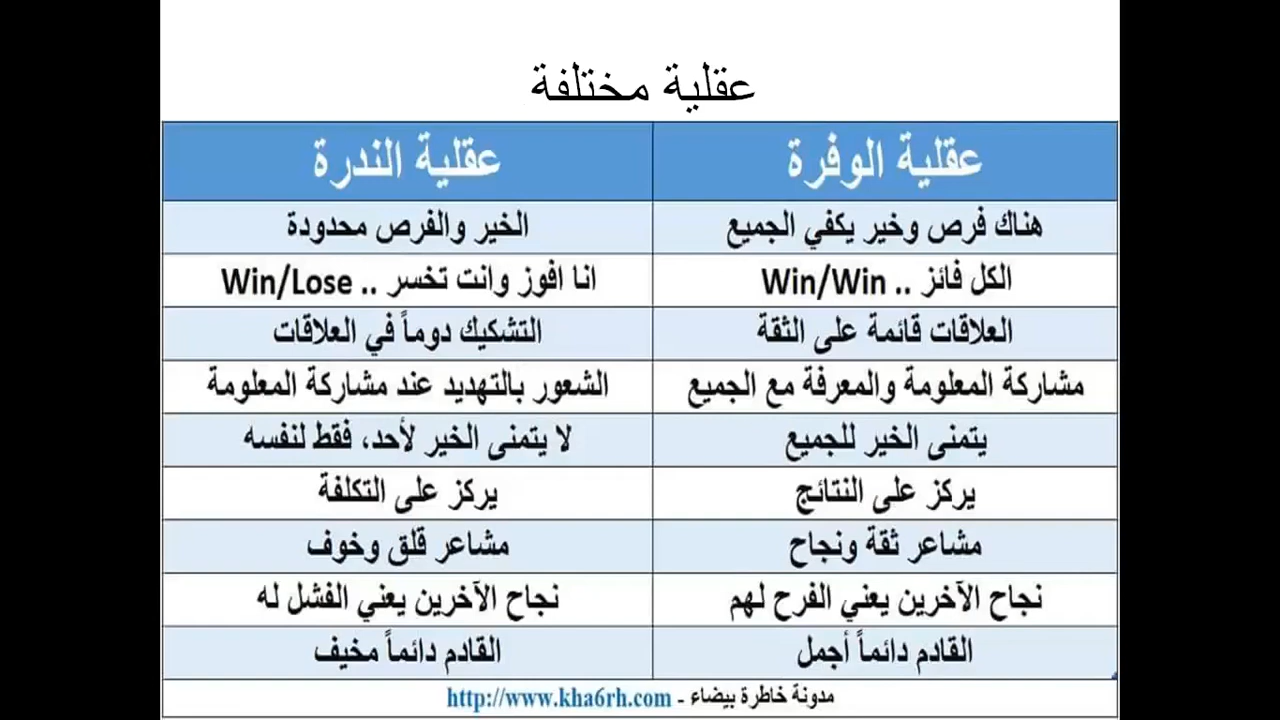 عقلية مختلفة
عقلية الوفرة
عقلية الندرة
هناك فرص وخير يكفي الجميع
الخير والفرص محدودة
الكل فائز .. Win/Win
انا افوز وانت تخسر .. Win/Lose
العلاقات قائمة على الثقة
التشكيك دوماً في العلاقات
مشاركة المعلومة والمعرفة مع الجميع
الشعور بالتهديد عند مشاركة المعلومة
يتمنى الخير للجميع
لا يتمنى الخير لأحد، فقط لنفسه
يركز على النتائج
يركز على التكلفة
مشاعر ثقة ونجاح
مشاعر قلق وخوف
نجاح الآخرين يعني الفرح لهم
نجاح الآخرين يعني الفشل له
القادم دائماً أجمل
القادم دائماً مخيف
مدونة خاطرة بيضاء - http://www.kha6rh.com